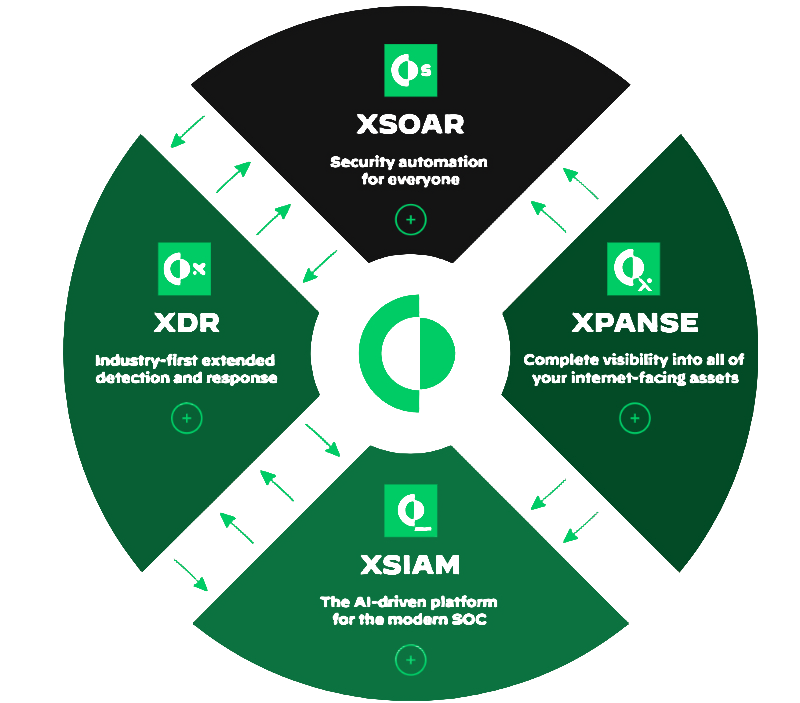 S
XSOAR
Security automation
for everyone
+
X
XDR
Industry-first extended
detection and response
+
X
XPANSE
Complete visibility into all of
your internet-facing assets
+
XSIAM
The AI-driven platform
for the modern SOC
+